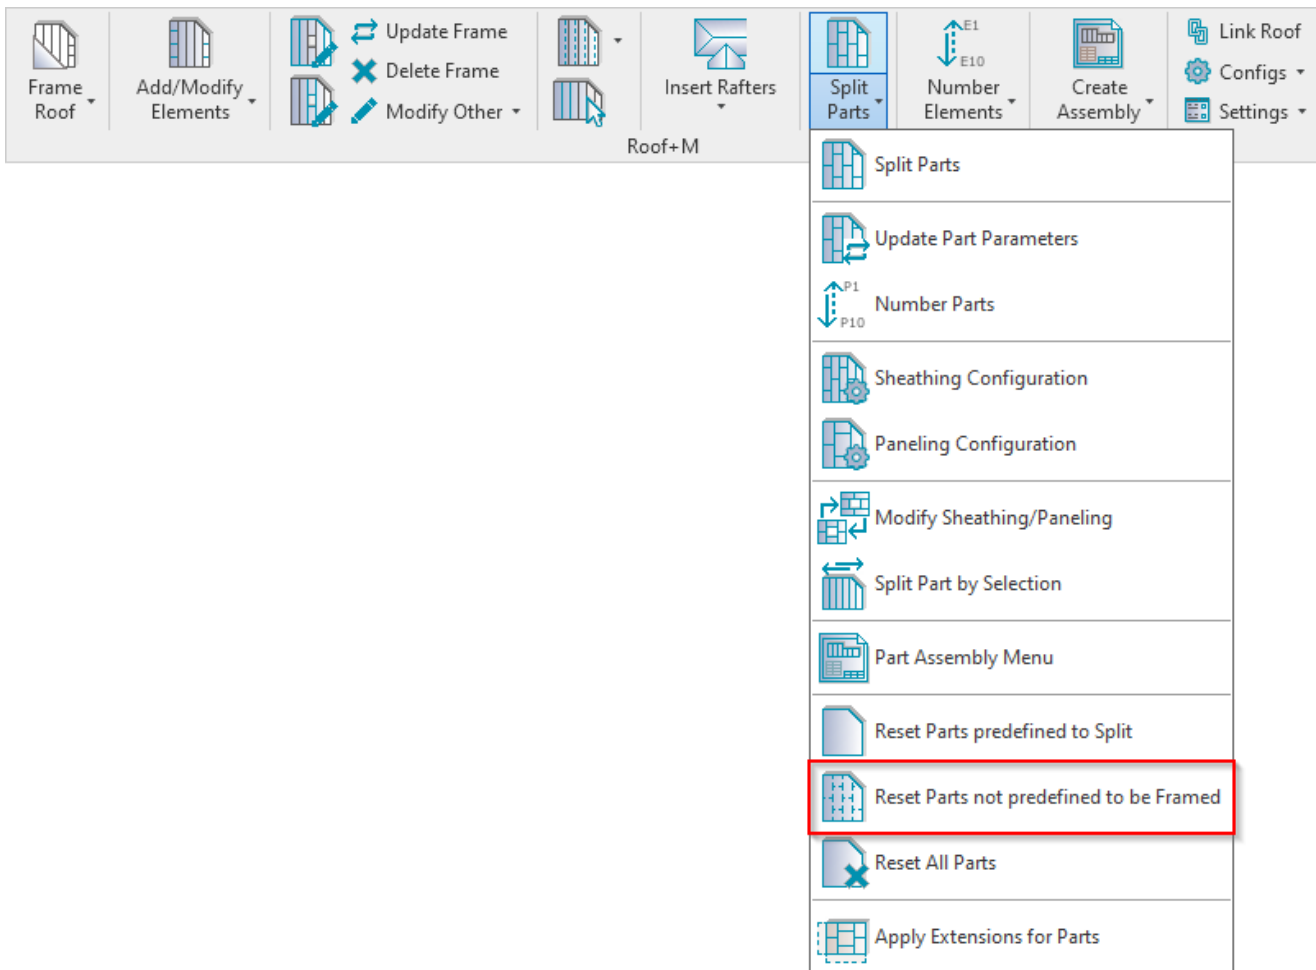 Frame
Roof
Add/Modify
Elements
Update Frame
Delete Frame
Modify Other
Insert Rafters
Split
Parts
E1
E10
Number
Elements
Create
Assembly
Link Roof
Configs
Settings
Roof+M
Split Parts
Update Part Parameters
P1
P10
Number Parts
Sheathing Configuration
Paneling Configuration
Modify Sheathing/Paneling
Split Part by Selection
Part Assembly Menu
Reset Parts predefined to Split
Reset Parts not predefined to be Framed
Reset All Parts
Apply Extensions for Parts